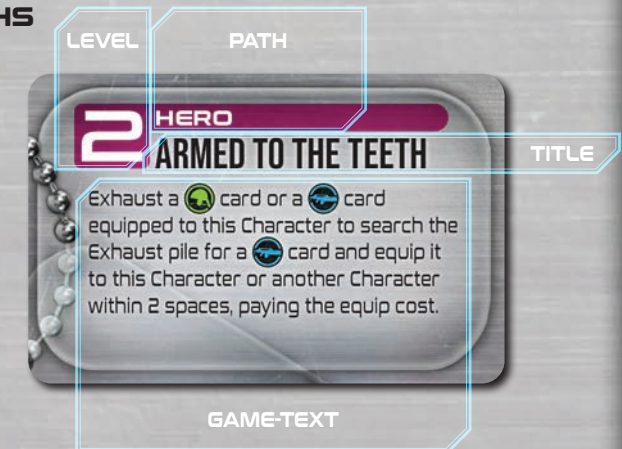 HS
LEVEL
PATH
2
HERO
ARMED TO THE TEETH
TITLE
Exhaust a card or a card
equipped to this Character to search the
Exhaust pile for a card and equip it
to this Character or another Character
within 2 spaces, paying the equip cost.
GAME-TEXT